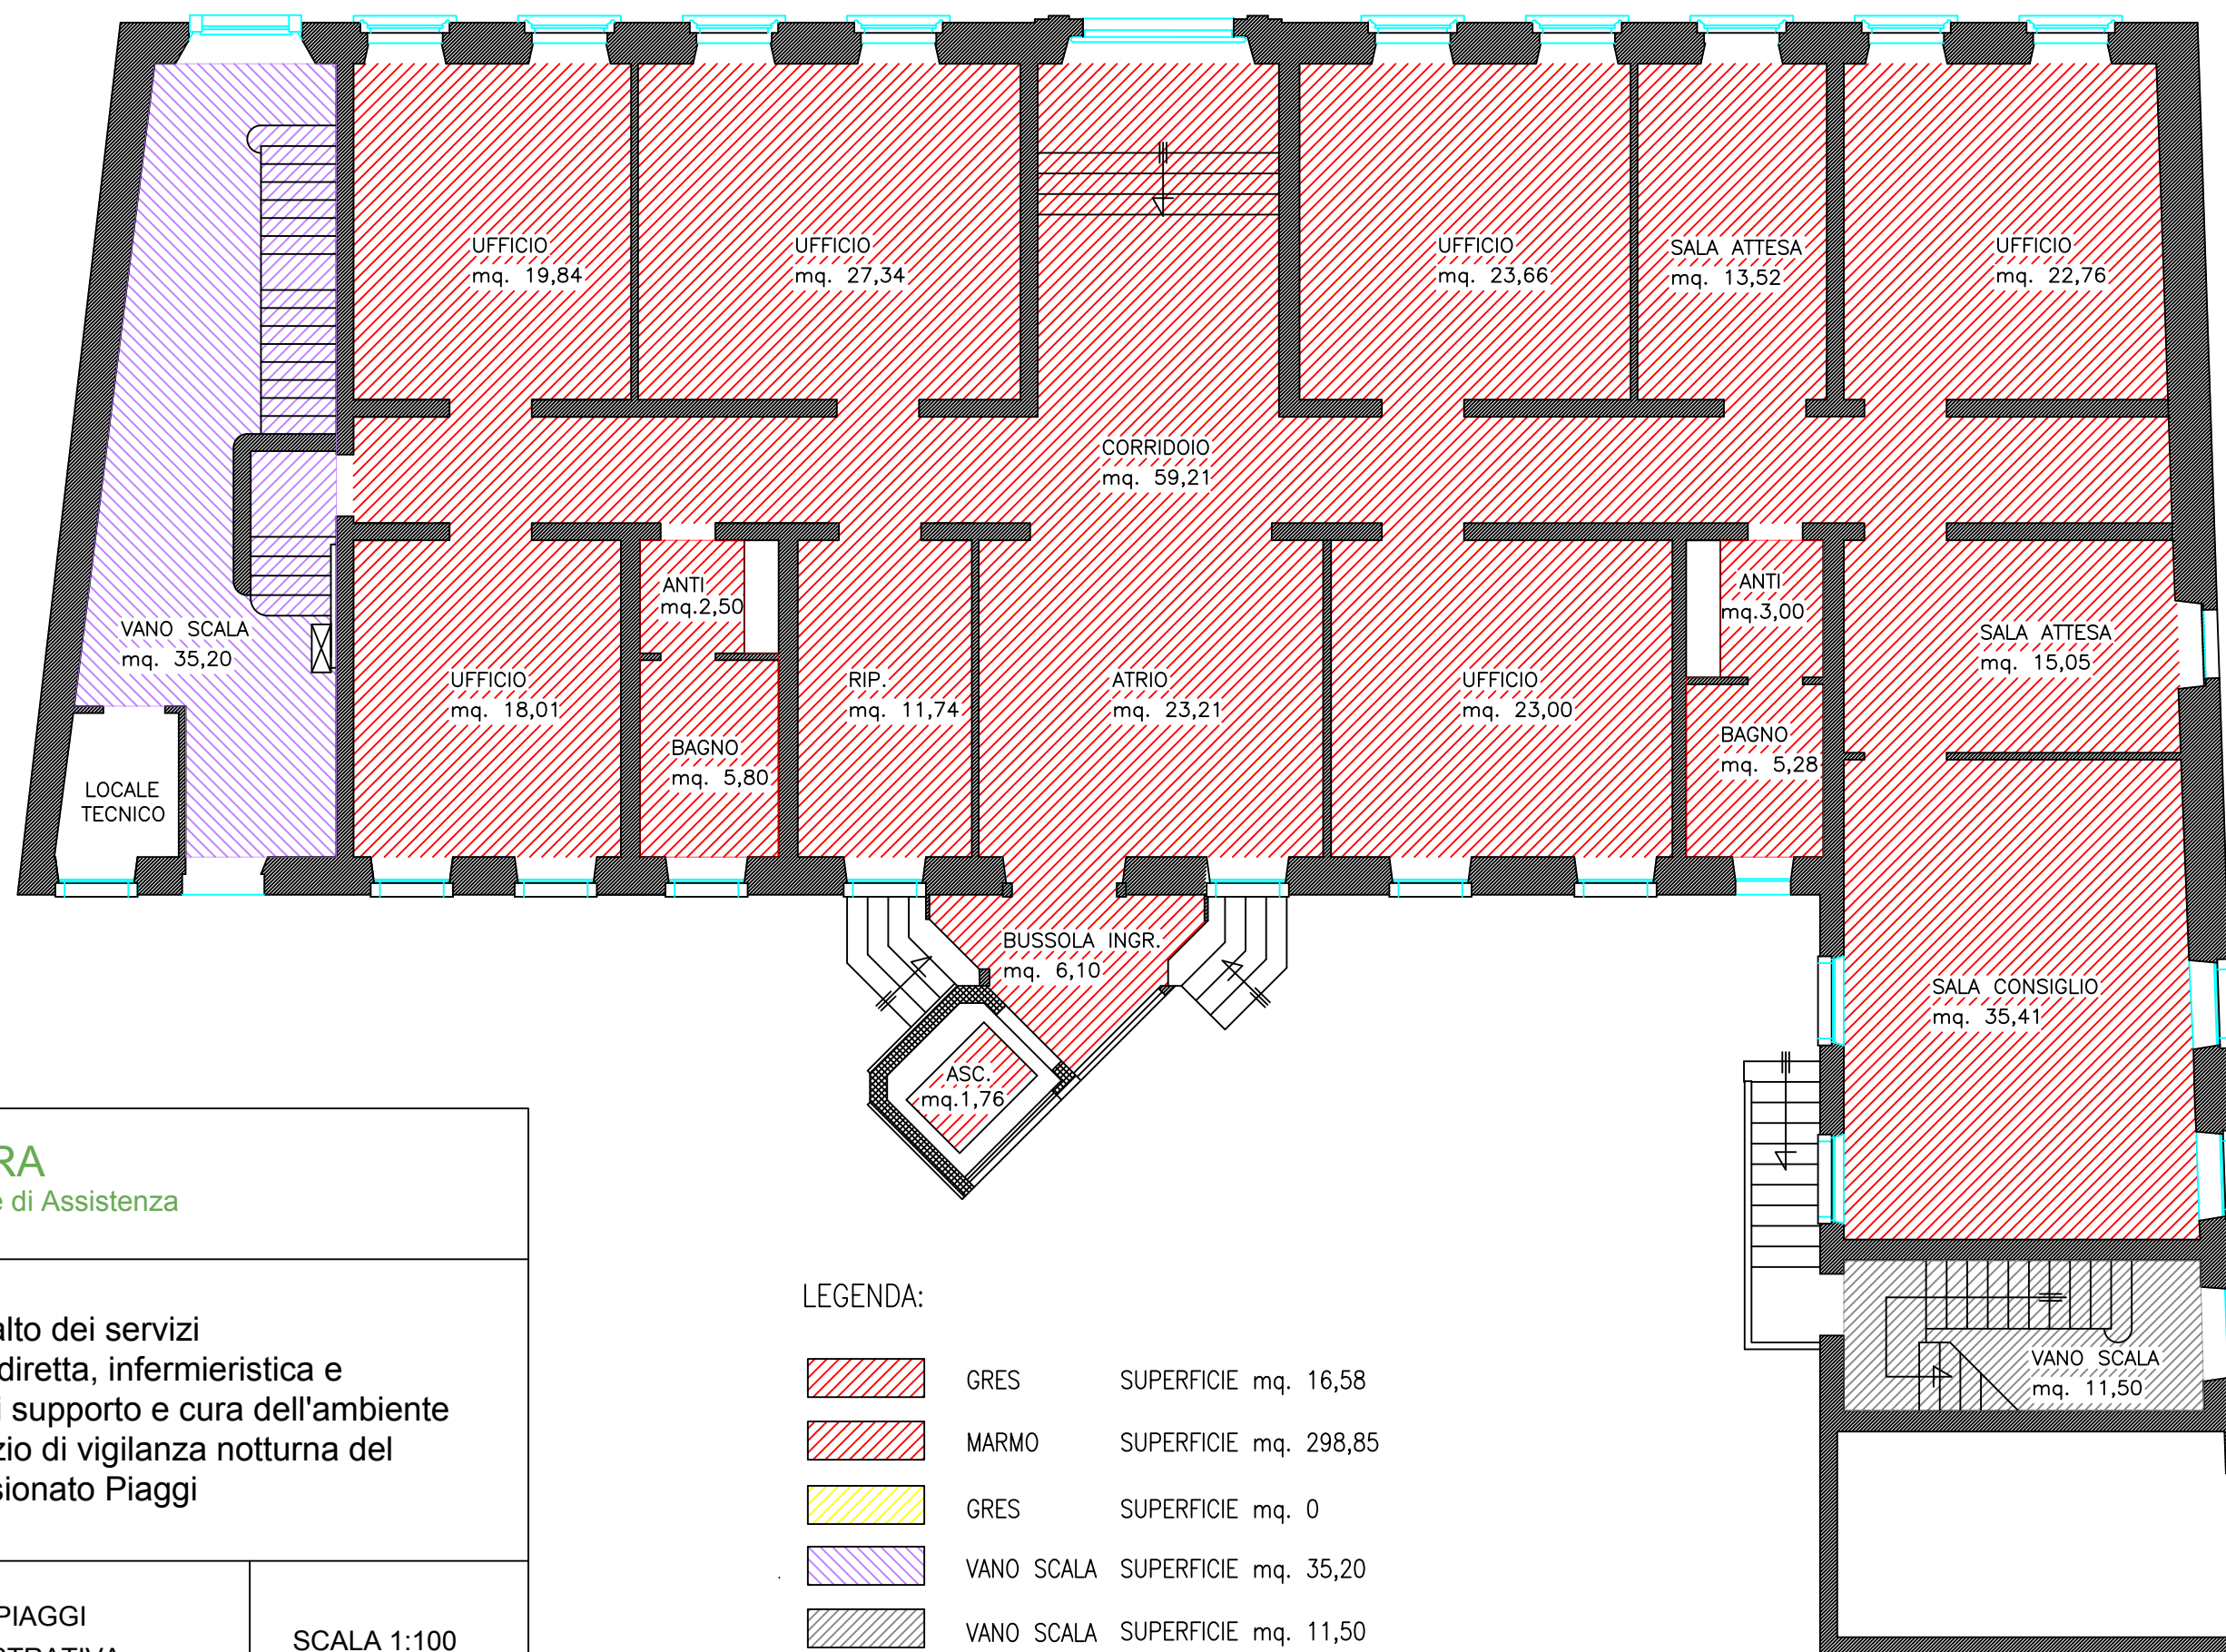 UFFICIO
mq. 19,84
UFFICIO
mq. 27,34
UFFICIO
mq. 23,66
SALA ATTESA
mq. 13,52
UFFICIO
mq. 22,76
CORRIDOIO
mq. 59,21
VANO SCALA
mq. 35,20
UFFICIO
mq. 18,01
ANTI
mq.2,50
BAGNO
mq. 5,80
RIP.
mq. 11,74
ATRIO
mq. 23,21
UFFICIO
mq. 23,00
ANTI
mq.3,00
BAGNO
mq. 5,28
SALA ATTESA
mq. 15,05
LOCALE
TECNICO
BUSSOLA INGR.
mq. 6,10
ASC.
mq.1,76
SALA CONSIGLIO
mq. 35,41
VANO SCALA
mq. 11,50
RA
e di Assistenza
alto dei servizi
diretta, infermieristica e
i supporto e cura dell'ambiente
zio di vigilanza notturna del
sionato Piaggi
PIAGGI
STRATIVA
SCALA 1:100
LEGENDA:
GRES SUPERFICIE mq. 16,58
MARMO SUPERFICIE mq. 298,85
GRES SUPERFICIE mq. 0
VANO SCALA SUPERFICIE mq. 35,20
VANO SCALA SUPERFICIE mq. 11,50